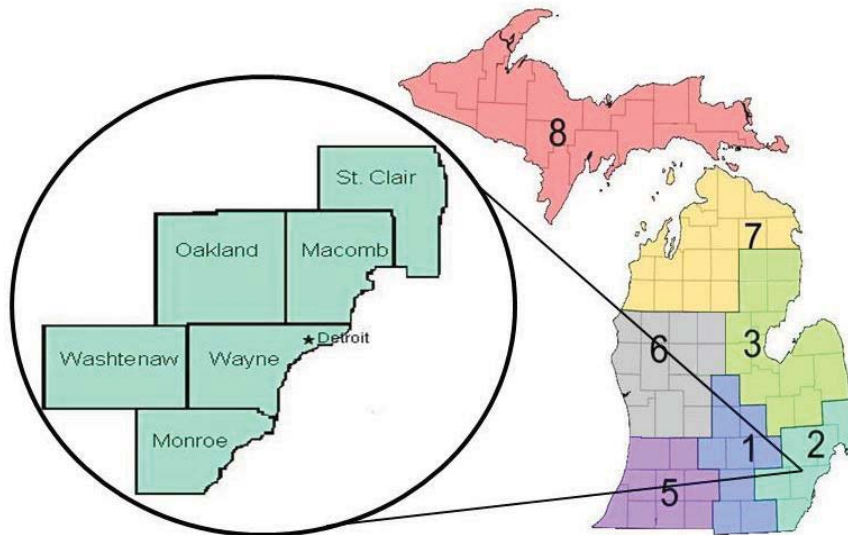 St. Clair
Oakland
Macomb
Detroit
Washtenaw
Wayne
Monroe
8
7
3
6
2
1
5